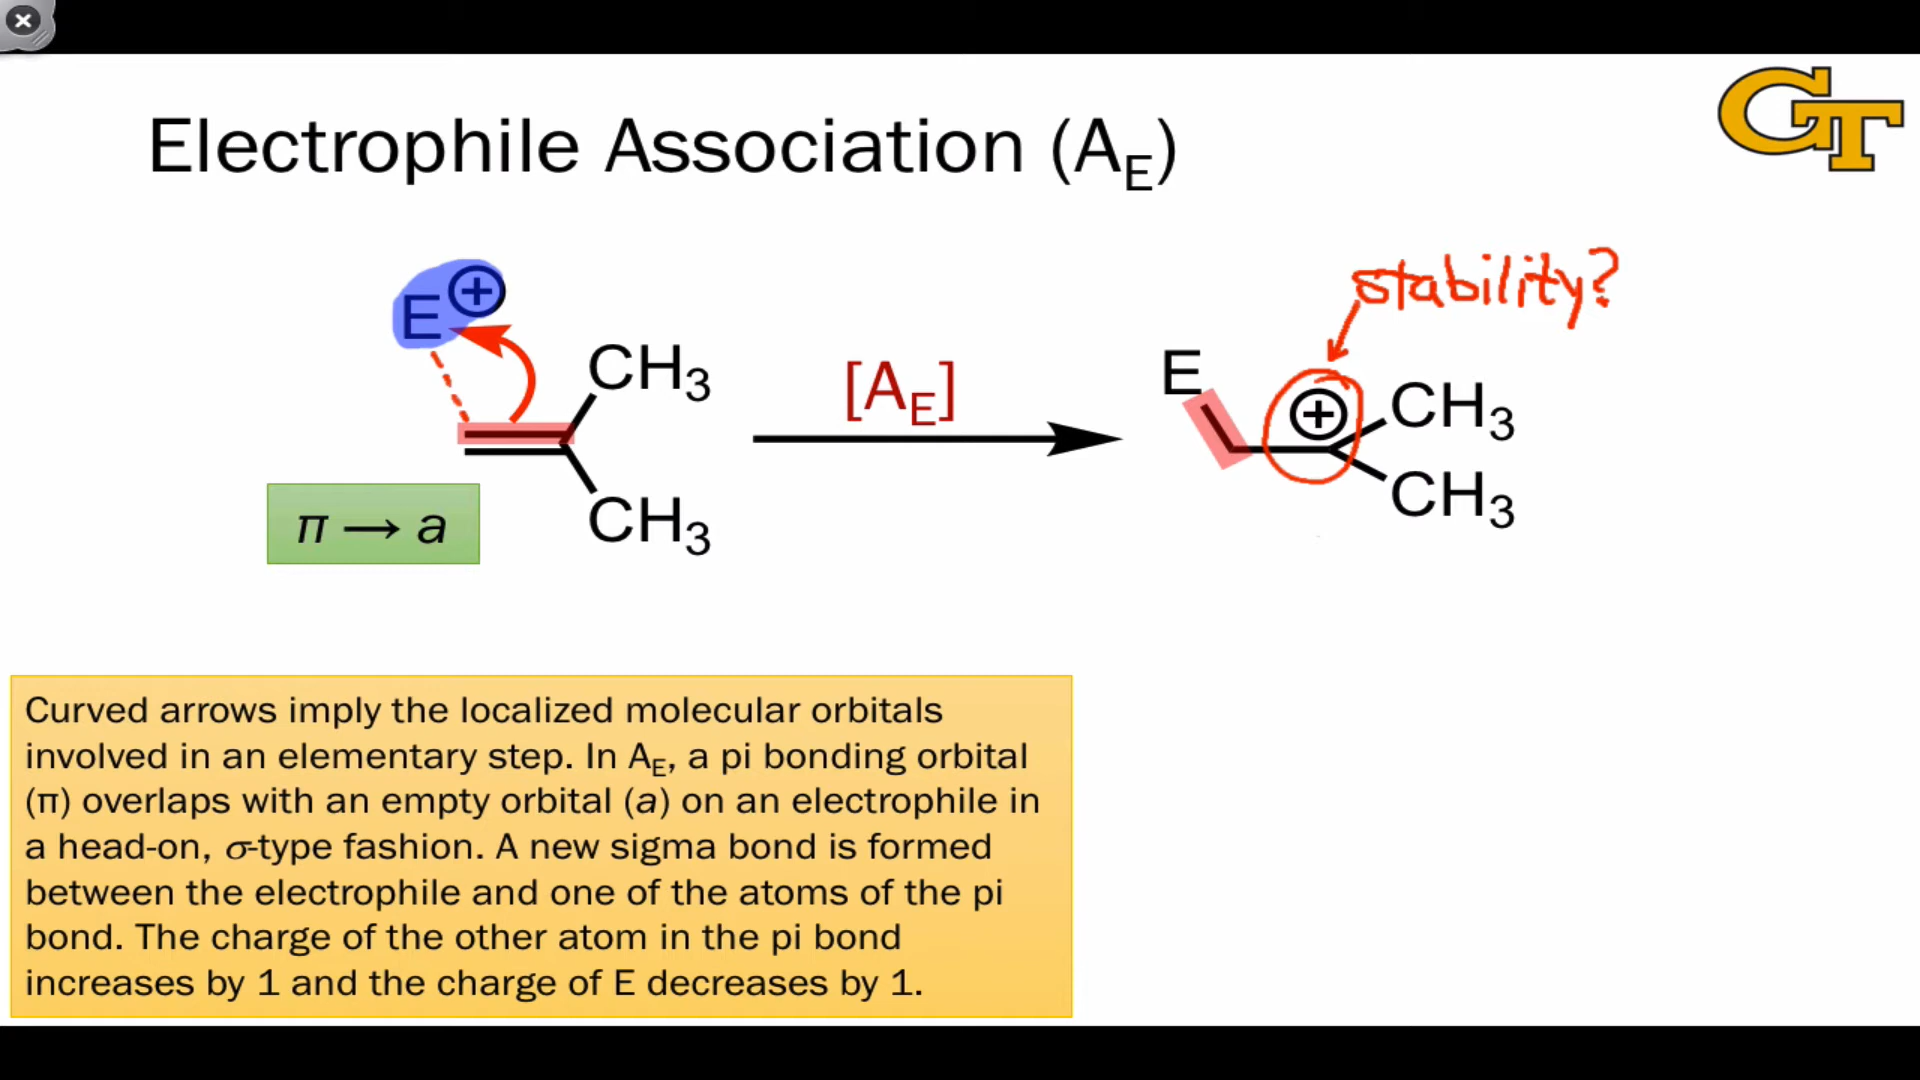 Electrophile Association (A_E)
GT
stability?
E⊕
CH₃
CH₃
[A_E]
E
⊕
CH₃
CH₃
π → a
Curved arrows imply the localized molecular orbitals
involved in an elementary step. In A_E, a pi bonding orbital
(π) overlaps with an empty orbital (a) on an electrophile in
a head-on, σ-type fashion. A new sigma bond is formed
between the electrophile and one of the atoms of the pi
bond. The charge of the other atom in the pi bond
increases by 1 and the charge of E decreases by 1.